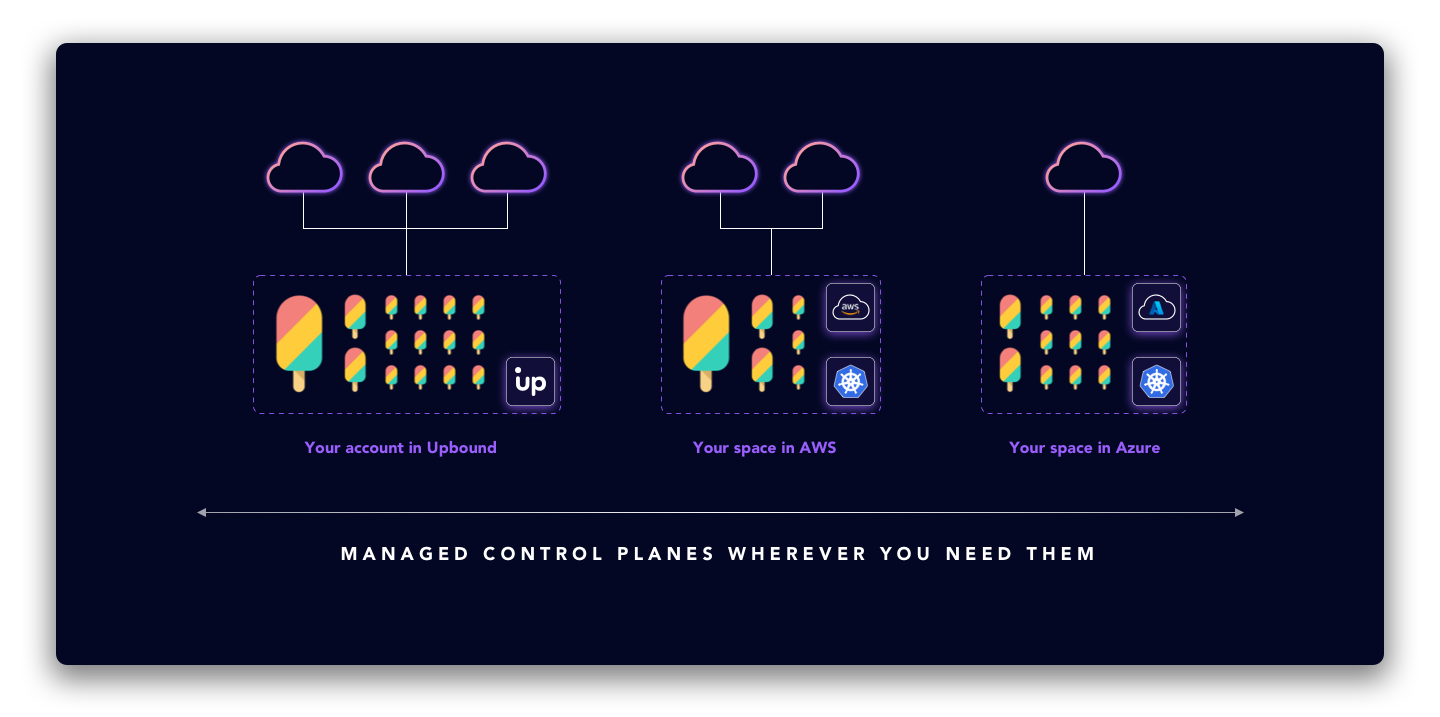 up
aws
Your account in Upbound
Your space in AWS
Your space in Azure
MANAGED CONTROL PLANES WHEREVER YOU NEED THEM